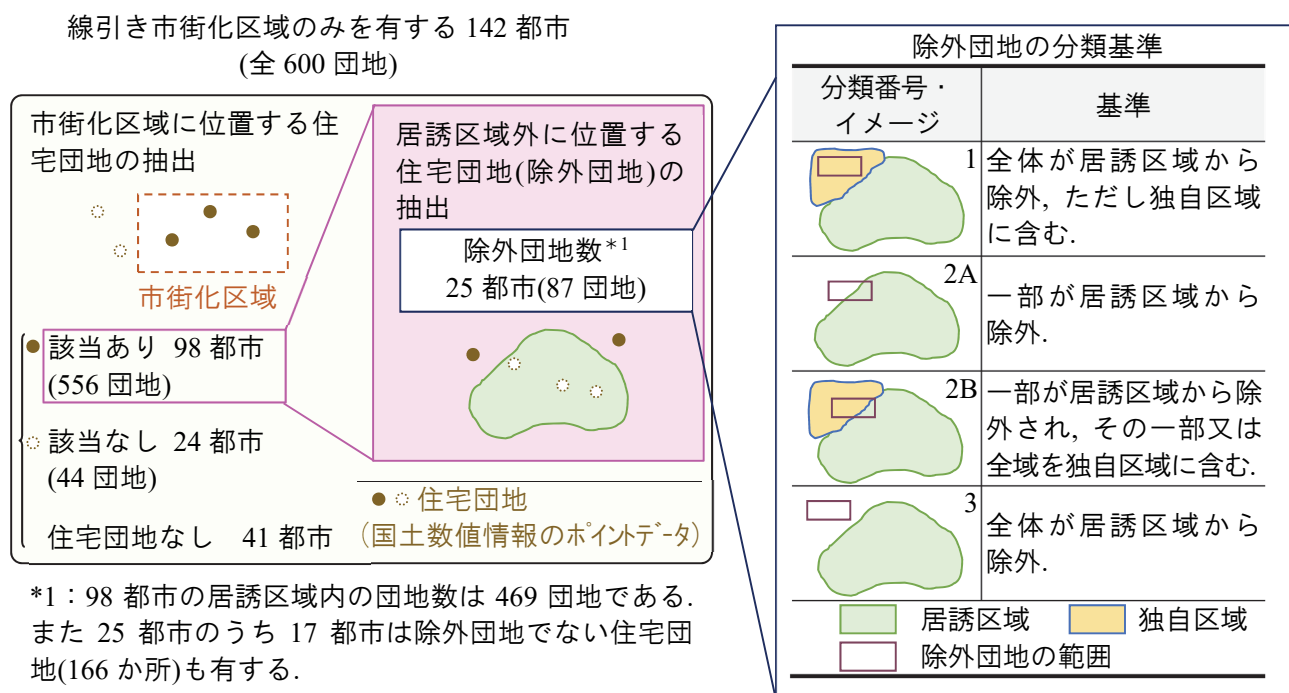 線引き市街化区域のみを有する 142 都市
(全 600 団地)
市街化区域に位置する住
宅団地の抽出
市街化区域
該当あり 98 都市
(556 団地)
該当なし 24 都市
(44 団地)
住宅団地なし 41 都市
居誘区域外に位置する
住宅団地(除外団地)の
抽出
除外団地数*1
25 都市(87 団地)
住宅団地
(国土数値情報のポイントデータ)
*1：98 都市の居誘区域内の団地数は 469 団地である.
また 25 都市のうち 17 都市は除外団地でない住宅団
地(166 か所)も有する.
除外団地の分類基準
分類番号・
イメージ
基準
1
全体が居誘区域から
除外, ただし独自区域
に含む.
2A
一部が居誘区域から
除外.
2B
一部が居誘区域から除
外され, その一部又は
全域を独自区域に含む.
3
全体が居誘区域から
除外.
居誘区域 独自区域
除外団地の範囲